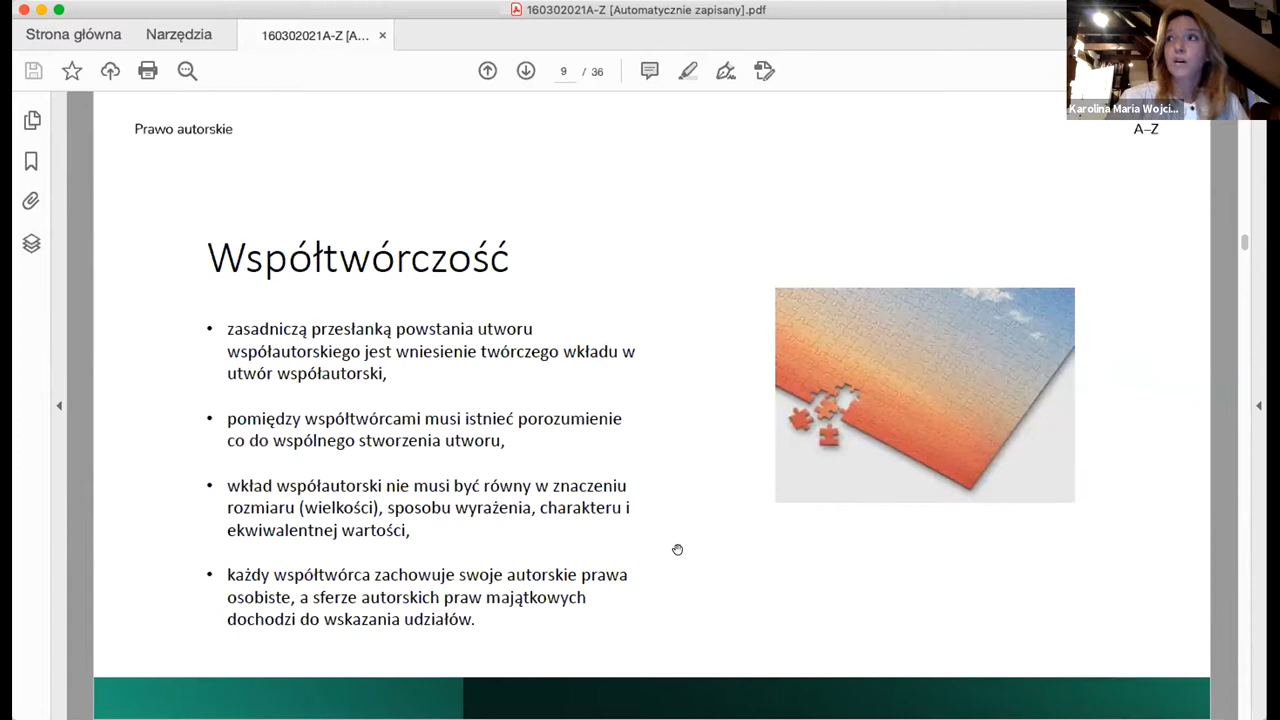 160302021A-Z [Automatycznie zapisany].pdf
Strona główna
Narzędzia
160302021A-Z [A... ×
9 / 36
Karolina Maria Wojci...
Prawo autorskie
A–Z
Współtwórczość
• zasadniczą przesłanką powstania utworu
współautorskiego jest wniesienie twórczego wkładu w
utwór współautorski,
• pomiędzy współtwórcami musi istnieć porozumienie
co do wspólnego stworzenia utworu,
• wkład współautorski nie musi być równy w znaczeniu
rozmiaru (wielkości), sposobu wyrażenia, charakteru i
ekwiwalentnej wartości,
• każdy współtwórca zachowuje swoje autorskie prawa
osobiste, a sferze autorskich praw majątkowych
dochodzi do wskazania udziałów.